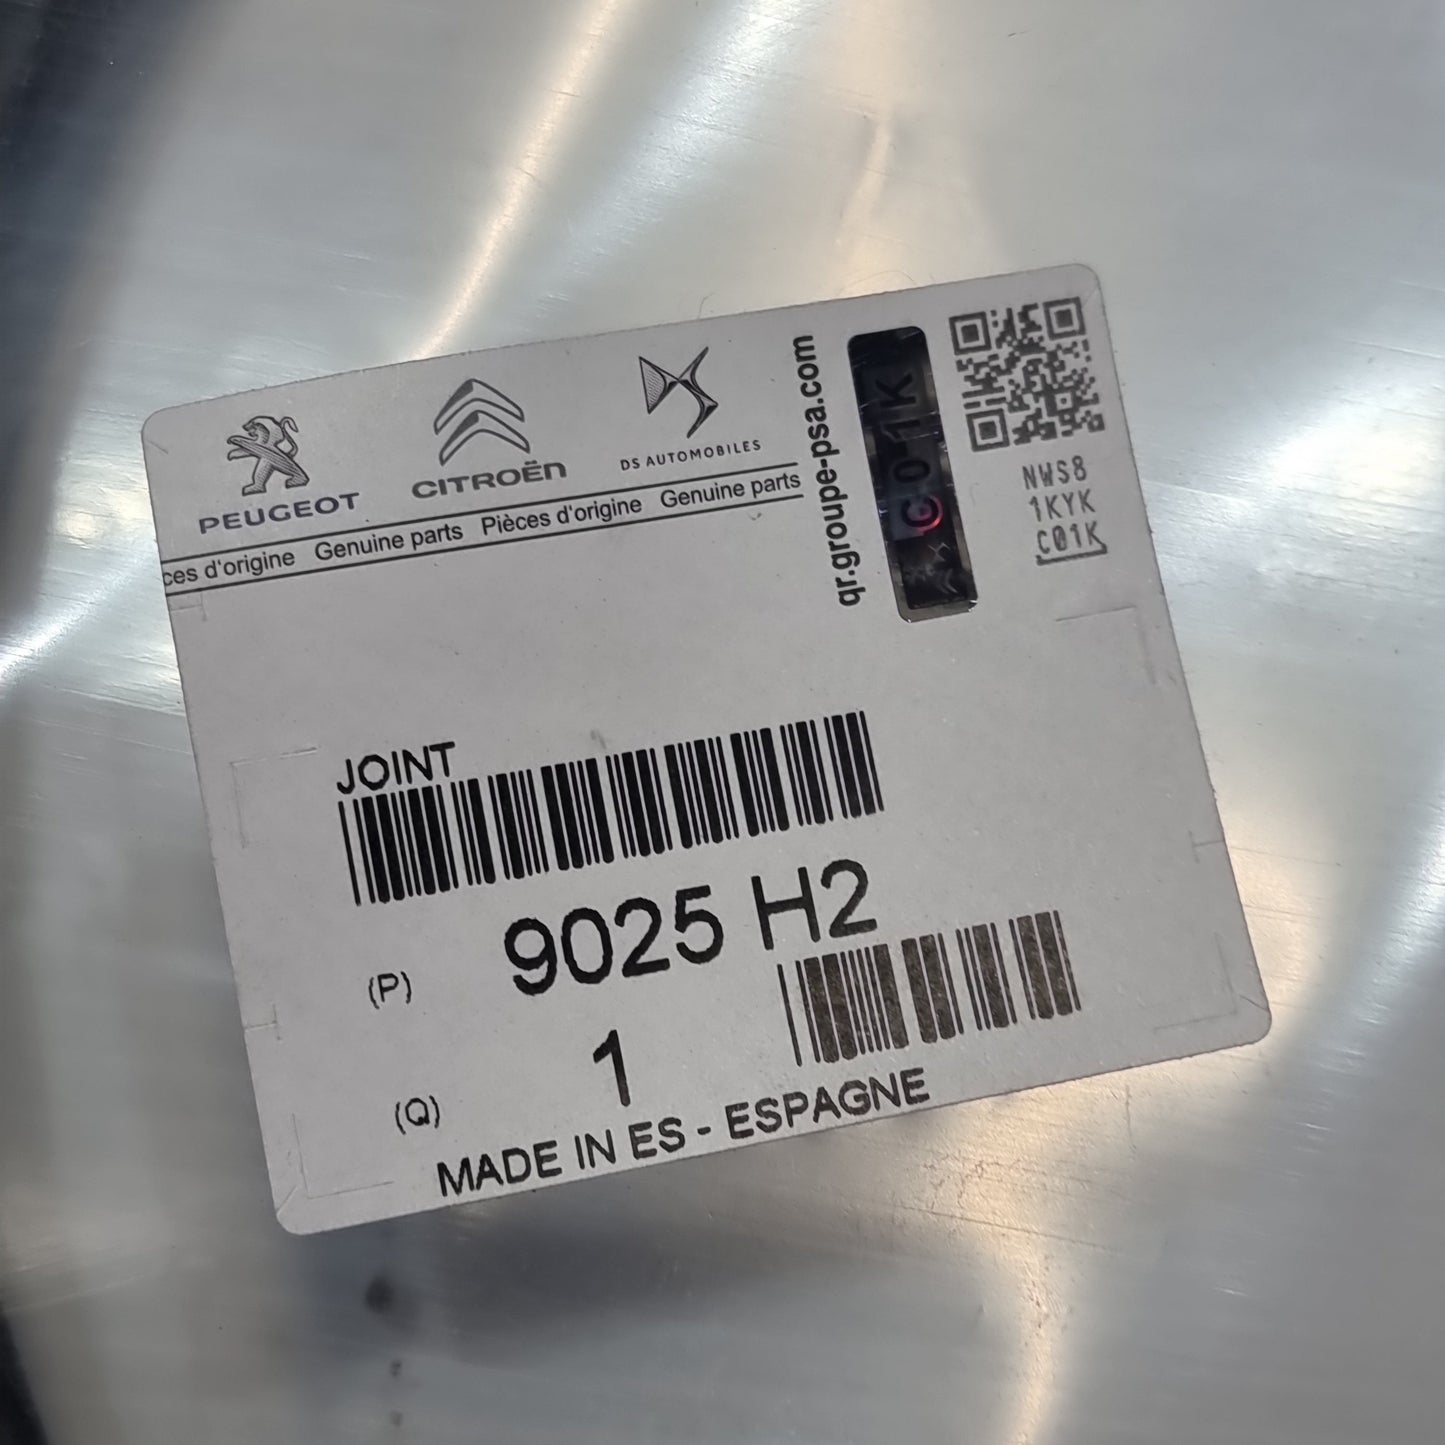 PEUGEOT
CITROËN
DS AUTOMOBILES
ces d'origine Genuine parts Pièces d'origine Genuine parts
qr.groupe-psa.com
C01K
NWS8
1KYK
C01K
JOINT
(P) 9025 H2
(Q) 1
MADE IN ES - ESPAGNE